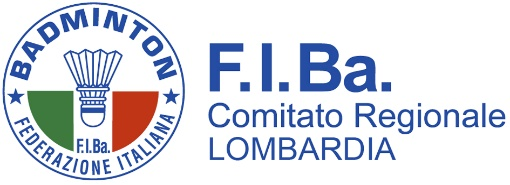 BADMINTON
F.I.Ba.
FEDERAZIONE ITALIANA
F.I.Ba.
Comitato Regionale
LOMBARDIA